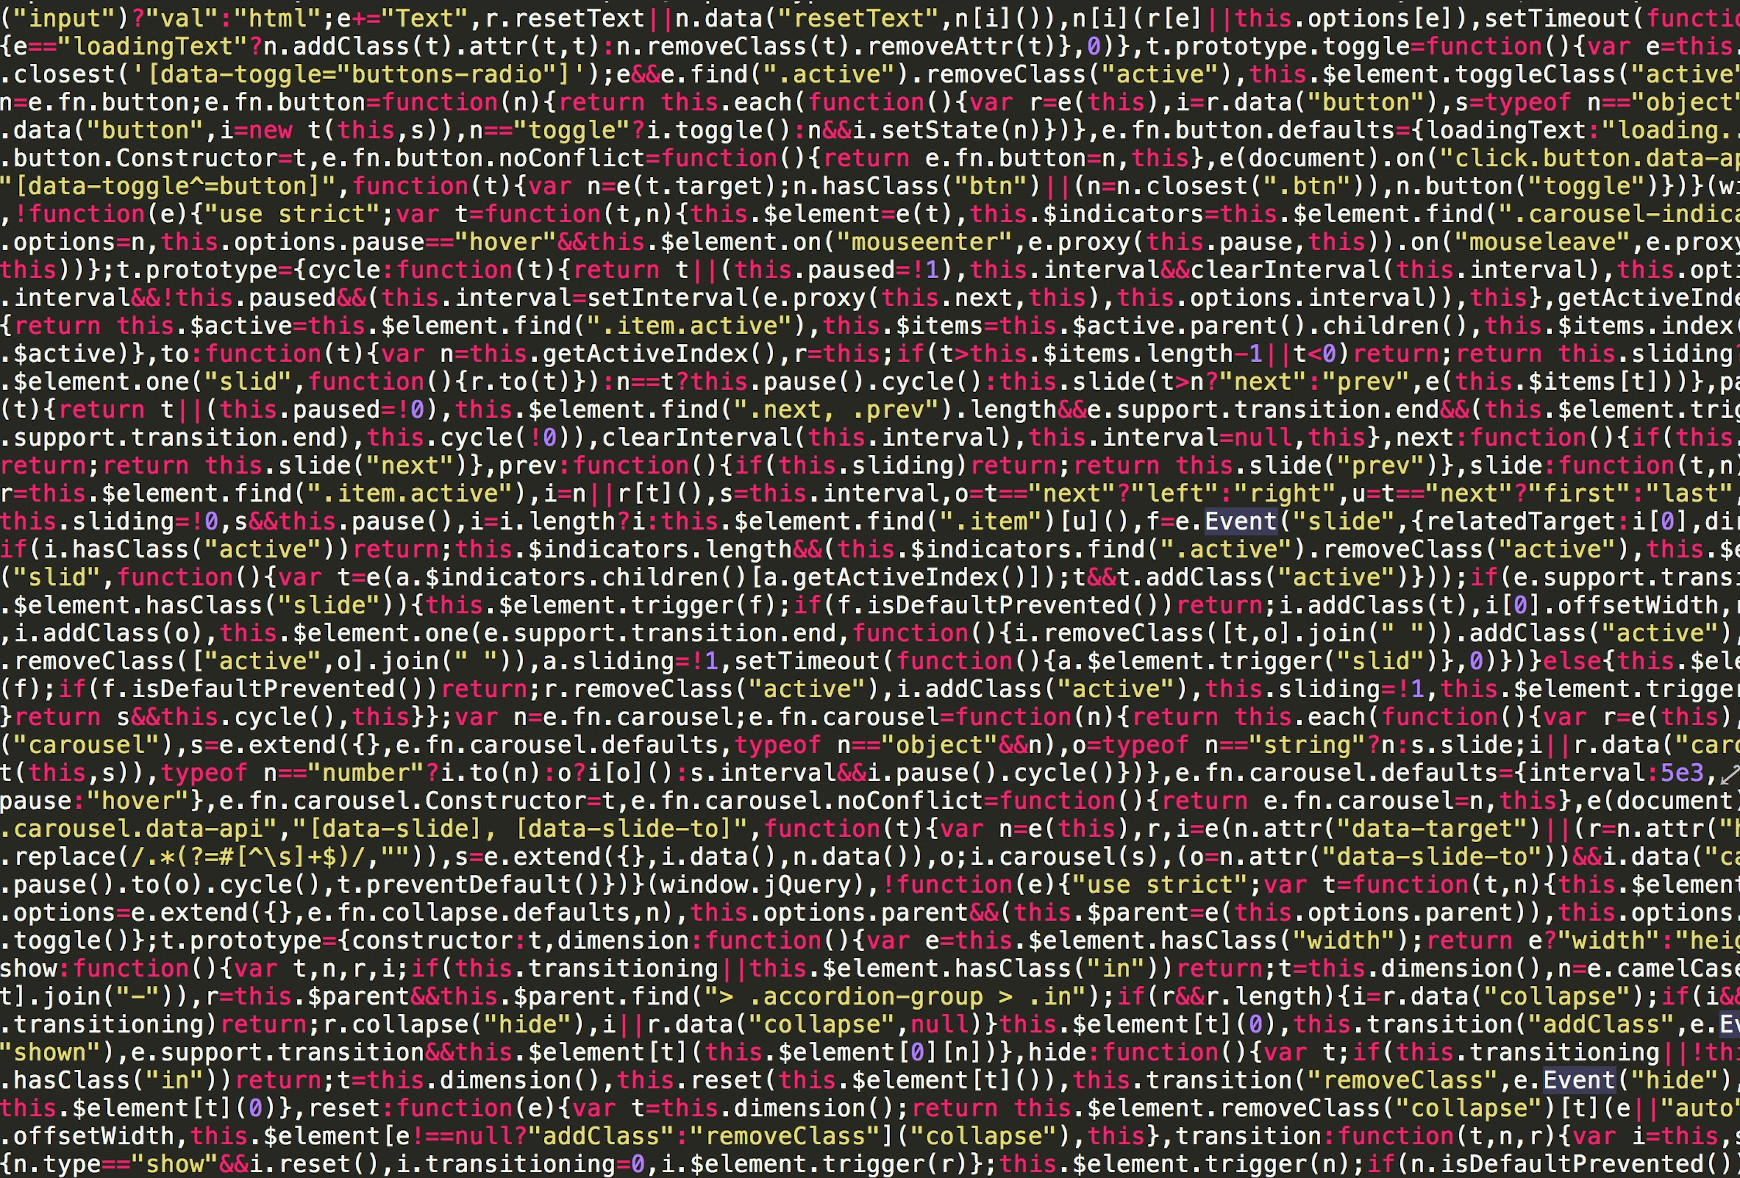 ("input")?"val":"html";e+="Text",r.resetText||n.data("resetText",n[i]()),n[i](r[e]||this.options[e]),setTimeout(functio
{e=="loadingText"?n.addClass(t).attr(t,t):n.removeClass(t).removeAttr(t)},0)},t.prototype.toggle=function(){var e=this.
.closest('[data-toggle="buttons-radio"]');e&&e.find(".active").removeClass("active"),this.$element.toggleClass("active"
n=e.fn.button;e.fn.button=function(n){return this.each(function(){var r=e(this),i=r.data("button"),s=typeof n=="object"
.data("button",i=new t(this,s)),n=="toggle"?i.toggle():n&&i.setState(n)})},e.fn.button.defaults={loadingText:"loading..
.button.Constructor=t,e.fn.button.noConflict=function(){return e.fn.button=n,this},e(document).on("click.button.data-ap
"[data-toggle^=button]",function(t){var n=e(t.target);n.hasClass("btn")||(n=n.closest(".btn")),n.button("toggle")})}(wi
,!function(e){"use strict";var t=function(t,n){this.$element=e(t),this.$indicators=this.$element.find(".carousel-indica
.options=n,this.options.pause=="hover"&&this.$element.on("mouseenter",e.proxy(this.pause,this)).on("mouseleave",e.proxy
this))};t.prototype={cycle:function(t){return t||(this.paused=!1),this.interval&&clearInterval(this.interval),this.opti
.interval&&!this.paused&&(this.interval=setInterval(e.proxy(this.next,this),this.options.interval)),this},getActiveInde
{return this.$active=this.$element.find(".item.active"),this.$items=this.$active.parent().children(),this.$items.index(
.$active)},to:function(t){var n=this.getActiveIndex(),r=this;if(t>this.$items.length-1||t<0)return;return this.sliding?
.$element.one("slid",function(){r.to(t)}):n==t?this.pause().cycle():this.slide(t>n?"next":"prev",e(this.$items[t]))},pa
(t){return t||(this.paused=!0),this.$element.find(".next, .prev").length&&e.support.transition.end&&(this.$element.trig
.support.transition.end),this.cycle(!0)),clearInterval(this.interval),this.interval=null,this},next:function(){if(this.
return;return this.slide("next")},prev:function(){if(this.sliding)return;return this.slide("prev")},slide:function(t,n)
r=this.$element.find(".item.active"),i=n||r[t](),s=this.interval,o=t=="next"?"left":"right",u=t=="next"?"first":"last",
this.sliding=!0,s&&this.pause(),i=i.length?i:this.$element.find(".item")[u](),f=e.Event("slide",{relatedTarget:i[0],dir
if(i.hasClass("active"))return;this.$indicators.length&&(this.$indicators.find(".active").removeClass("active"),this.$e
("slid",function(){var t=e(a.$indicators.children()[a.getActiveIndex()]);t&&t.addClass("active")}));if(e.support.transi
.$element.hasClass("slide")){this.$element.trigger(f);if(f.isDefaultPrevented())return;i.addClass(t),i[0].offsetWidth,r
,i.addClass(o),this.$element.one(e.support.transition.end,function(){i.removeClass([t,o].join(" ")).addClass("active"),
.removeClass(["active",o].join(" ")),a.sliding=!1,setTimeout(function(){a.$element.trigger("slid")},0)})}else{this.$ele
(f);if(f.isDefaultPrevented())return;r.removeClass("active"),i.addClass("active"),this.sliding=!1,this.$element.trigger
}return s&&this.cycle(),this}};var n=e.fn.carousel;e.fn.carousel=function(n){return this.each(function(){var r=e(this),
("carousel"),s=e.extend({},e.fn.carousel.defaults,typeof n=="object"&&n),o=typeof n=="string"?n:s.slide;i||r.data("caro
t(this,s)),typeof n=="number"?i.to(n):o?i[o]():s.interval&&i.pause().cycle()})},e.fn.carousel.defaults={interval:5e3,
pause:"hover"},e.fn.carousel.Constructor=t,e.fn.carousel.noConflict=function(){return e.fn.carousel=n,this},e(document)
.carousel.data-api","[data-slide], [data-slide-to]",function(t){var n=e(this),r,i=e(n.attr("data-target")||(r=n.attr("h
.replace(/.*(?=#[^\s]+$)/,"")),s=e.extend({},i.data(),n.data()),o;i.carousel(s),(o=n.attr("data-slide-to"))&&i.data("ca
.pause().to(o).cycle(),t.preventDefault()})}(window.jQuery),!function(e){"use strict";var t=function(t,n){this.$element
.options=e.extend({},e.fn.collapse.defaults,n),this.options.parent&&(this.$parent=e(this.options.parent)),this.options.
.toggle()};t.prototype={constructor:t,dimension:function(){var e=this.$element.hasClass("width");return e?"width":"heig
show:function(){var t,n,r,i;if(this.transitioning||this.$element.hasClass("in"))return;t=this.dimension(),n=e.camelCase
t].join("-")),r=this.$parent&&this.$parent.find("> .accordion-group > .in");if(r&&r.length){i=r.data("collapse");if(i&&
.transitioning)return;r.collapse("hide"),i||r.data("collapse",null)}this.$element[t](0),this.transition("addClass",e.Ev
"shown"),e.support.transition&&this.$element[t](this.$element[0][n])},hide:function(){var t;if(this.transitioning||!thi
.hasClass("in"))return;t=this.dimension(),this.reset(this.$element[t]()),this.transition("removeClass",e.Event("hide"),
this.$element[t](0)},reset:function(e){var t=this.dimension();return this.$element.removeClass("collapse")[t](e||"auto"
.offsetWidth,this.$element[e!==null?"addClass":"removeClass"]("collapse"),this},transition:function(t,n,r){var i=this,s
{n.type=="show"&&i.reset(),i.transitioning=0,i.$element.trigger(r)};this.$element.trigger(n);if(n.isDefaultPrevented())